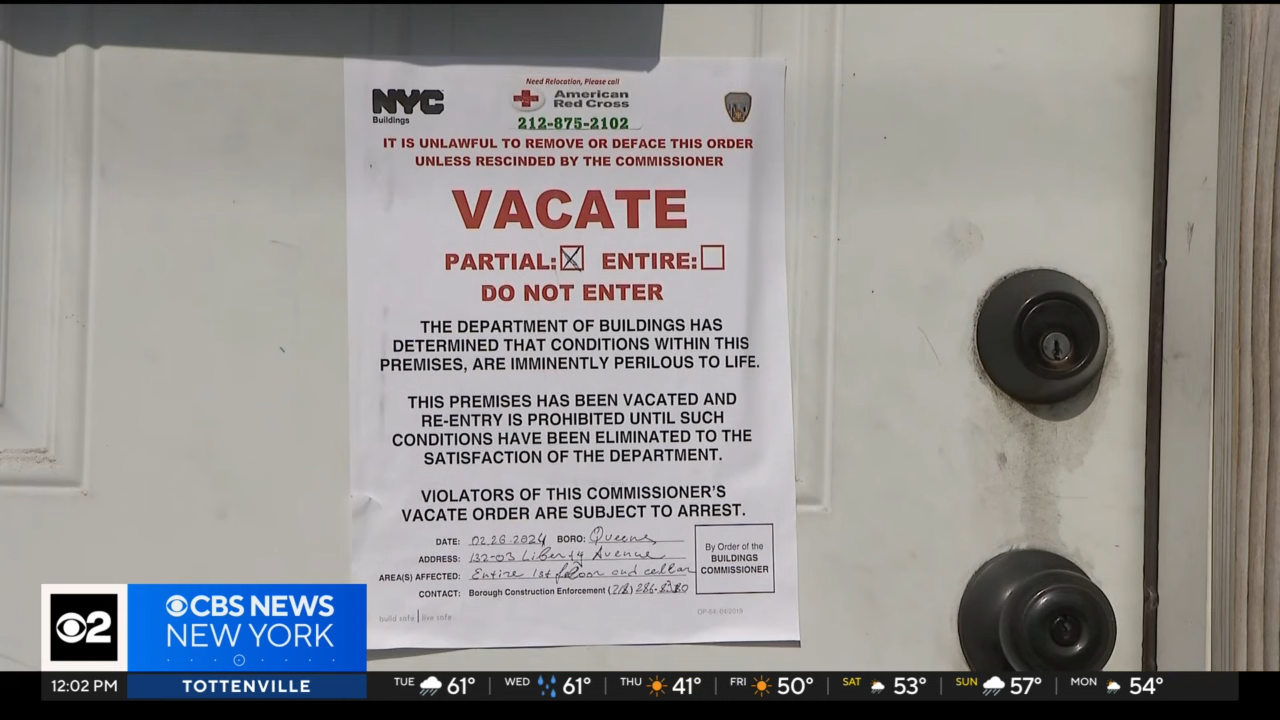 Need Relocation, Please call
NYC
Buildings
American
Red Cross
212-875-2102
IT IS UNLAWFUL TO REMOVE OR DEFACE THIS ORDER
UNLESS RESCINDED BY THE COMMISSIONER
VACATE
PARTIAL: ENTIRE:
DO NOT ENTER
THE DEPARTMENT OF BUILDINGS HAS
DETERMINED THAT CONDITIONS WITHIN THIS
PREMISES, ARE IMMINENTLY PERILOUS TO LIFE.
THIS PREMISES HAS BEEN VACATED AND
RE-ENTRY IS PROHIBITED UNTIL SUCH
CONDITIONS HAVE BEEN ELIMINATED TO THE
SATISFACTION OF THE DEPARTMENT.
VIOLATORS OF THIS COMMISSIONER'S
VACATE ORDER ARE SUBJECT TO ARREST.
DATE: 02.26.2024 BORO: Queens
ADDRESS: 132-03 Liberty Avenue
AREA(S) AFFECTED: Entire 1st floor and cellar
CONTACT: Borough Construction Enforcement
By Order of the
BUILDINGS
COMMISSIONER
build safe | live safe
OP-64 04/2019
2
CBS NEWS
NEW YORK
12:02 PM
TOTTENVILLE
TUE 61° WED 61° THU 41° FRI 50° SAT 53° SUN 57° MON 54°